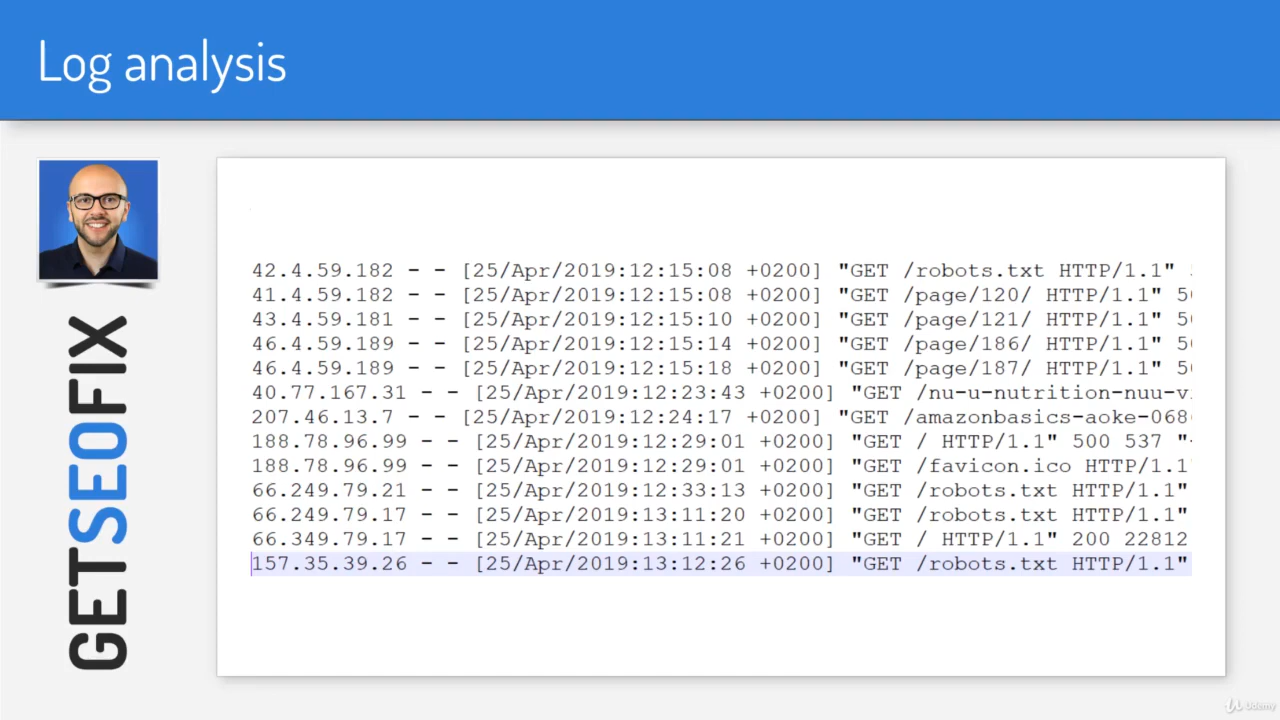 Log analysis
GETSEOFIX
42.4.59.182 - - [25/Apr/2019:12:15:08 +0200] "GET /robots.txt HTTP/1.1"
41.4.59.182 - - [25/Apr/2019:12:15:08 +0200] "GET /page/120/ HTTP/1.1" 50
43.4.59.181 - - [25/Apr/2019:12:15:10 +0200] "GET /page/121/ HTTP/1.1" 50
46.4.59.189 - - [25/Apr/2019:12:15:14 +0200] "GET /page/186/ HTTP/1.1" 50
46.4.59.189 - - [25/Apr/2019:12:15:18 +0200] "GET /page/187/ HTTP/1.1" 50
40.77.167.31 - - [25/Apr/2019:12:23:43 +0200] "GET /nu-u-nutrition-nuu-v
207.46.13.7 - - [25/Apr/2019:12:24:17 +0200] "GET /amazonbasics-aoke-068
188.78.96.99 - - [25/Apr/2019:12:29:01 +0200] "GET / HTTP/1.1" 500 537 "-
188.78.96.99 - - [25/Apr/2019:12:29:01 +0200] "GET /favicon.ico HTTP/1.1
66.249.79.21 - - [25/Apr/2019:12:33:13 +0200] "GET /robots.txt HTTP/1.1"
66.249.79.17 - - [25/Apr/2019:13:11:20 +0200] "GET /robots.txt HTTP/1.1"
66.349.79.17 - - [25/Apr/2019:13:11:21 +0200] "GET / HTTP/1.1" 200 22812
157.35.39.26 - - [25/Apr/2019:13:12:26 +0200] "GET /robots.txt HTTP/1.1"
Udemy